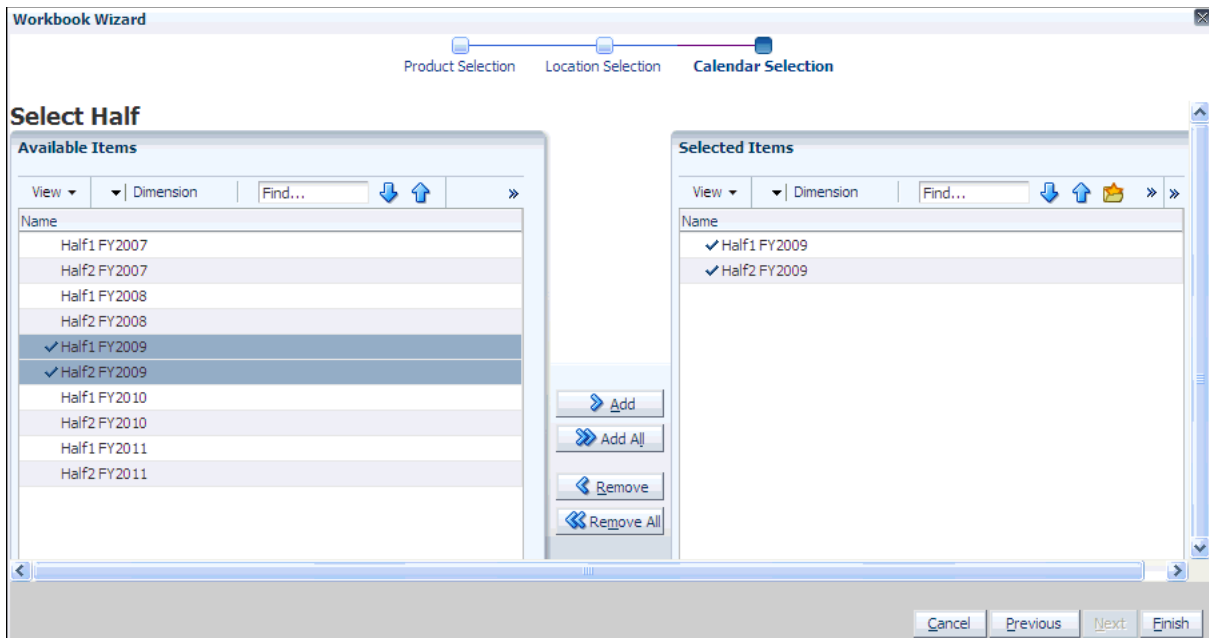 Workbook Wizard
Product Selection Location Selection Calendar Selection
Select Half
Available Items
View Dimension Find...
Name
Half1 FY2007
Half2 FY2007
Half1 FY2008
Half2 FY2008
Half1 FY2009
Half2 FY2009
Half1 FY2010
Half2 FY2010
Half1 FY2011
Half2 FY2011
Add
Add All
Remove
Remove All
Selected Items
View Dimension Find...
Name
Half1 FY2009
Half2 FY2009
Cancel Previous Next Finish